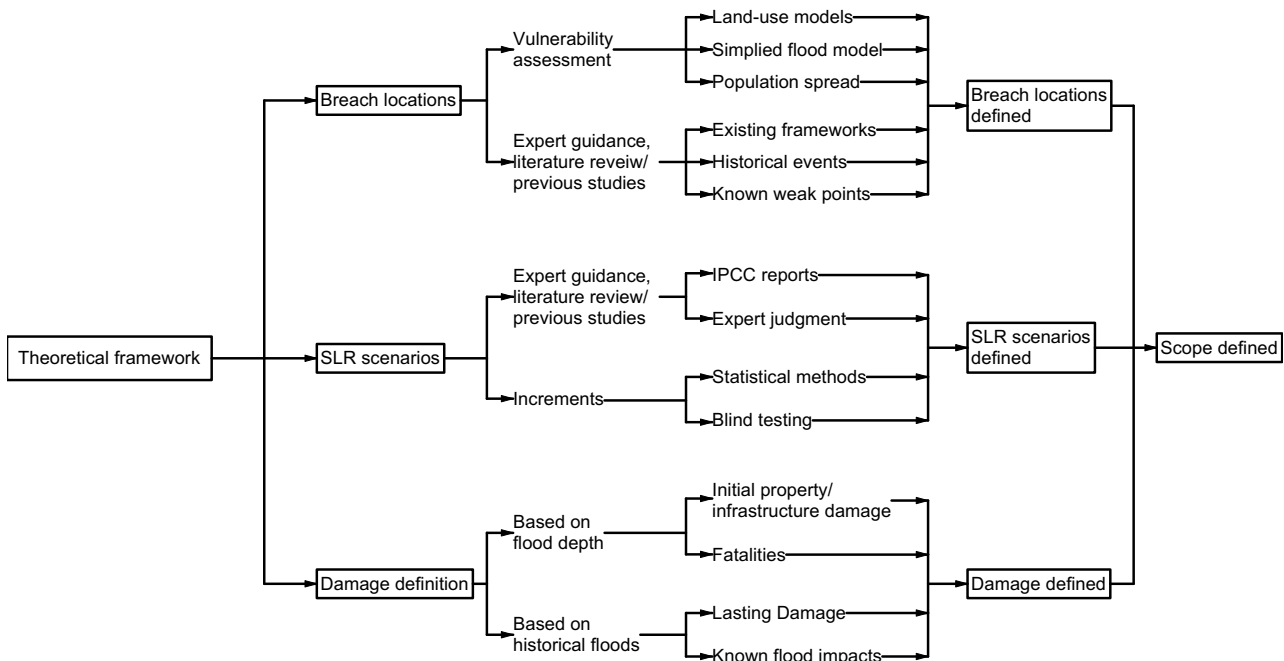 Theoretical framework
Breach locations
Vulnerability
assessment
Land-use models
Simplied flood model
Population spread
Expert guidance,
literature reveiw/
previous studies
Existing frameworks
Historical events
Known weak points
Breach locations
defined
SLR scenarios
Expert guidance,
literature review/
previous studies
IPCC reports
Expert judgment
Increments
Statistical methods
Blind testing
SLR scenarios
defined
Damage definition
Based on
flood depth
Initial property/
infrastructure damage
Fatalities
Based on
historical floods
Lasting Damage
Known flood impacts
Damage defined
Scope defined